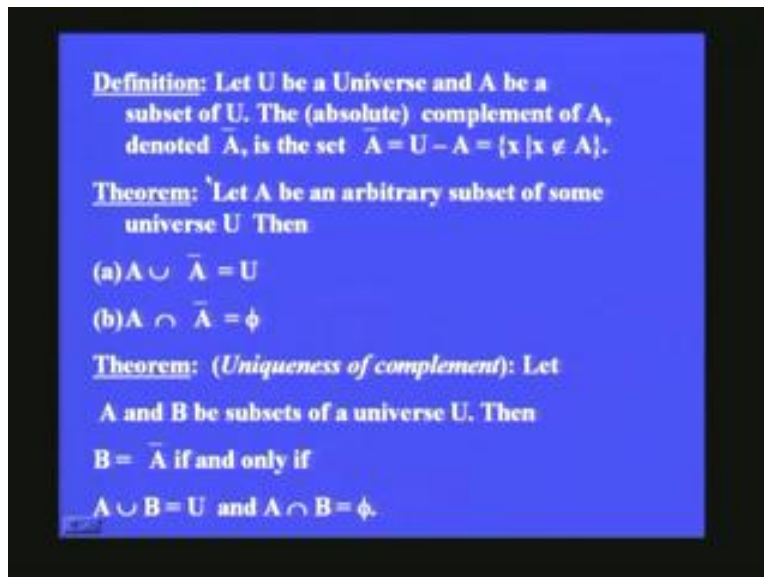 Definition: Let U be a Universe and A be a
subset of U. The (absolute) complement of A,
denoted A̅, is the set A̅ = U – A = {x |x ∉ A}.
Theorem: `Let A be an arbitrary subset of some
universe U Then
(a) A ∪ A̅ = U
(b) A ∩ A̅ = ϕ
Theorem: (Uniqueness of complement): Let
A and B be subsets of a universe U. Then
B = A̅ if and only if
A ∪ B = U and A ∩ B = ϕ.